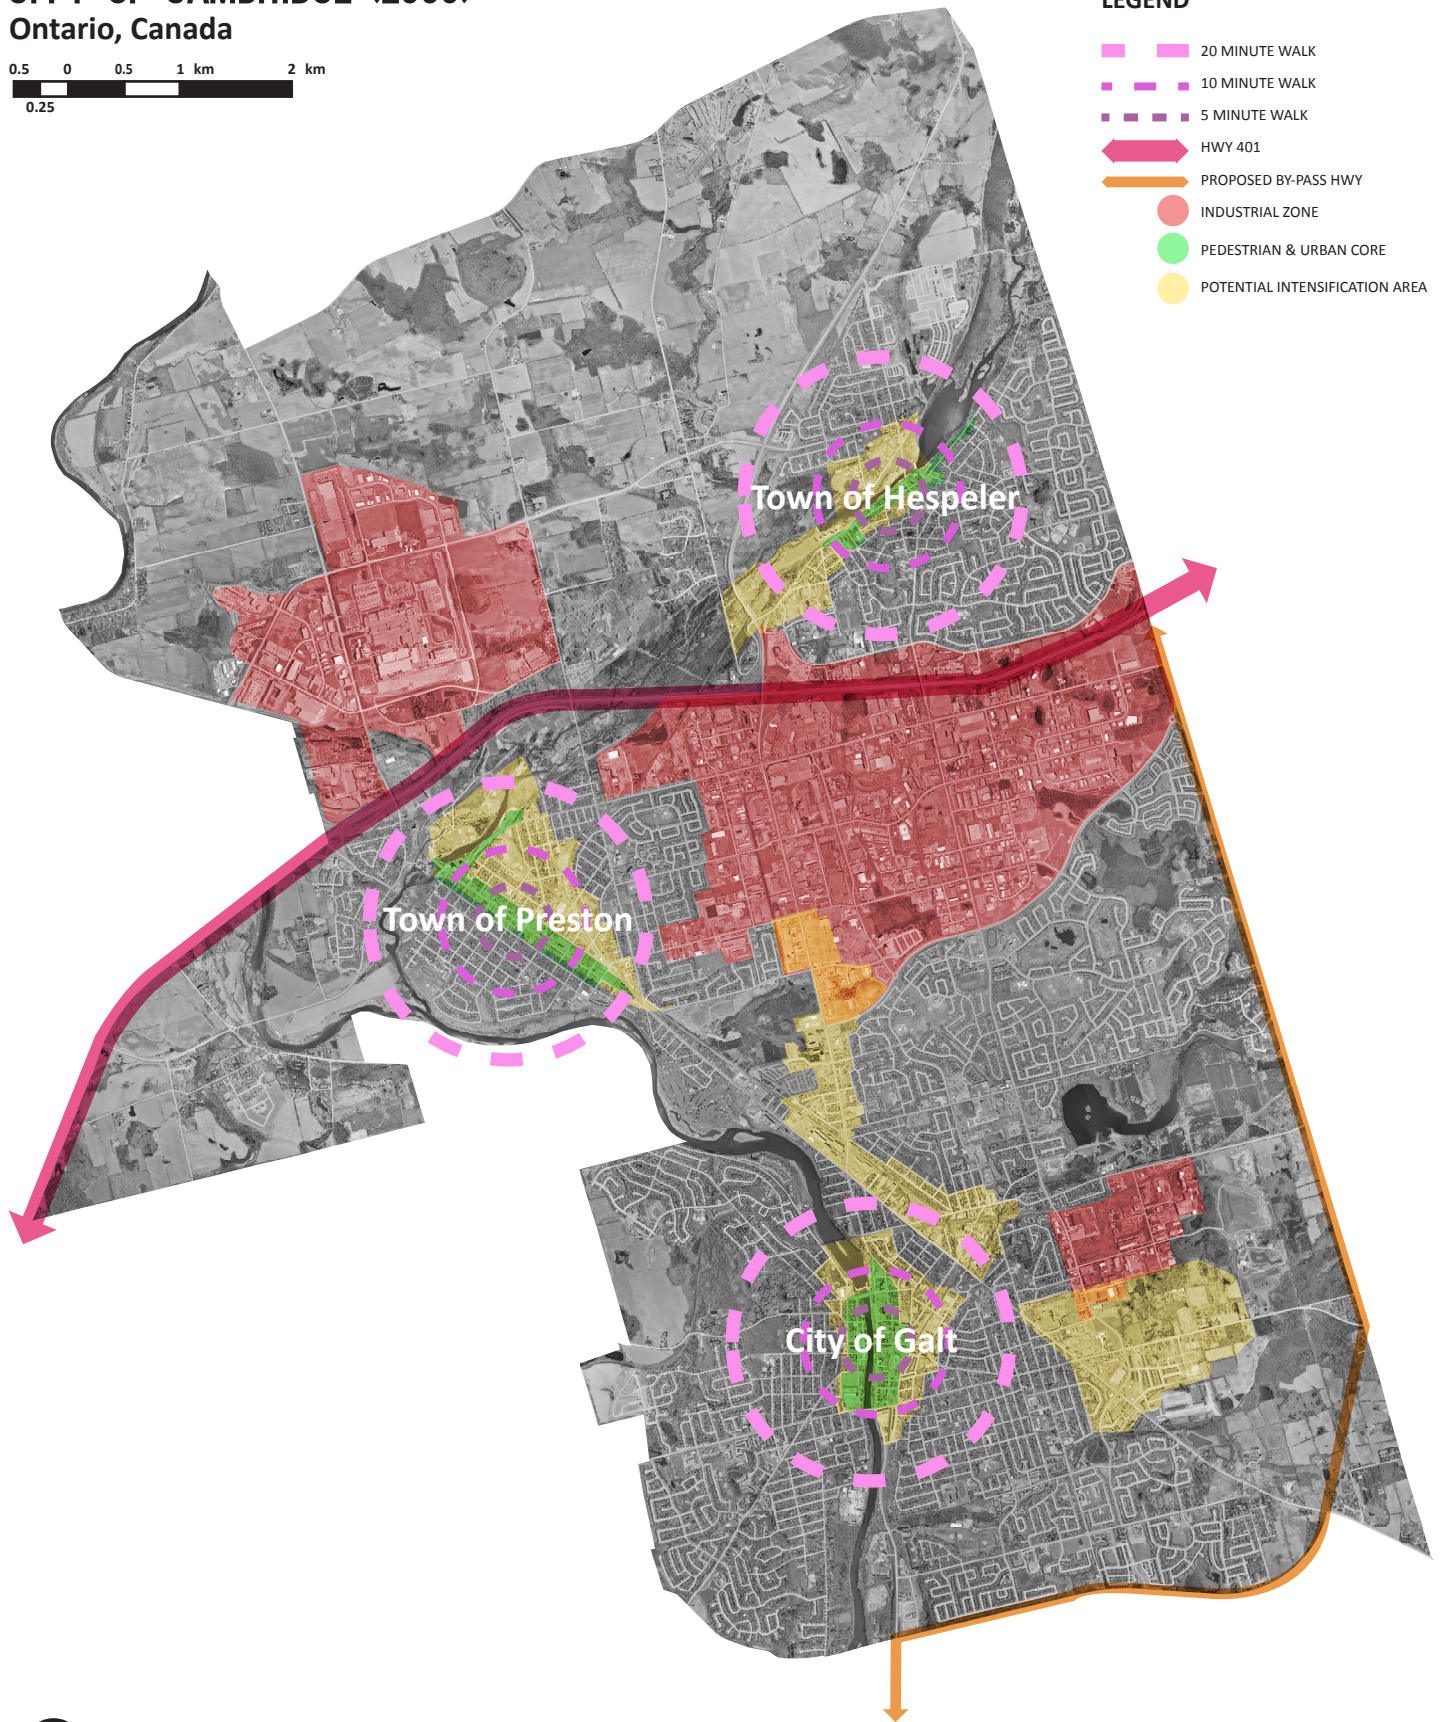 Ontario, Canada
0.5 0 0.5 1 km 2 km
0.25
LEGEND
20 MINUTE WALK
10 MINUTE WALK
5 MINUTE WALK
HWY 401
PROPOSED BY-PASS HWY
INDUSTRIAL ZONE
PEDESTRIAN & URBAN CORE
POTENTIAL INTENSIFICATION AREA
Town of Hespeler
Town of Preston
City of Galt